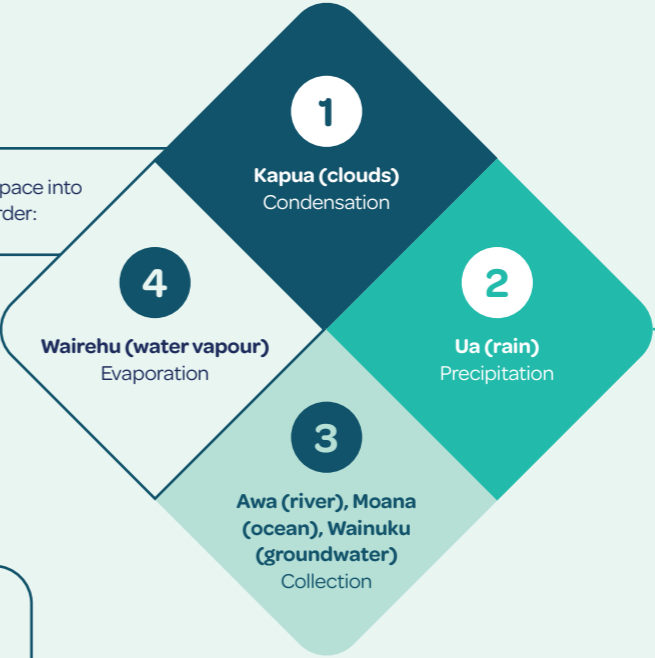 pace into
rder:
1
Kapua (clouds)
Condensation
2
Ua (rain)
Precipitation
3
Awa (river), Moana
(ocean), Wainuku
(groundwater)
Collection
4
Wairehu (water vapour)
Evaporation